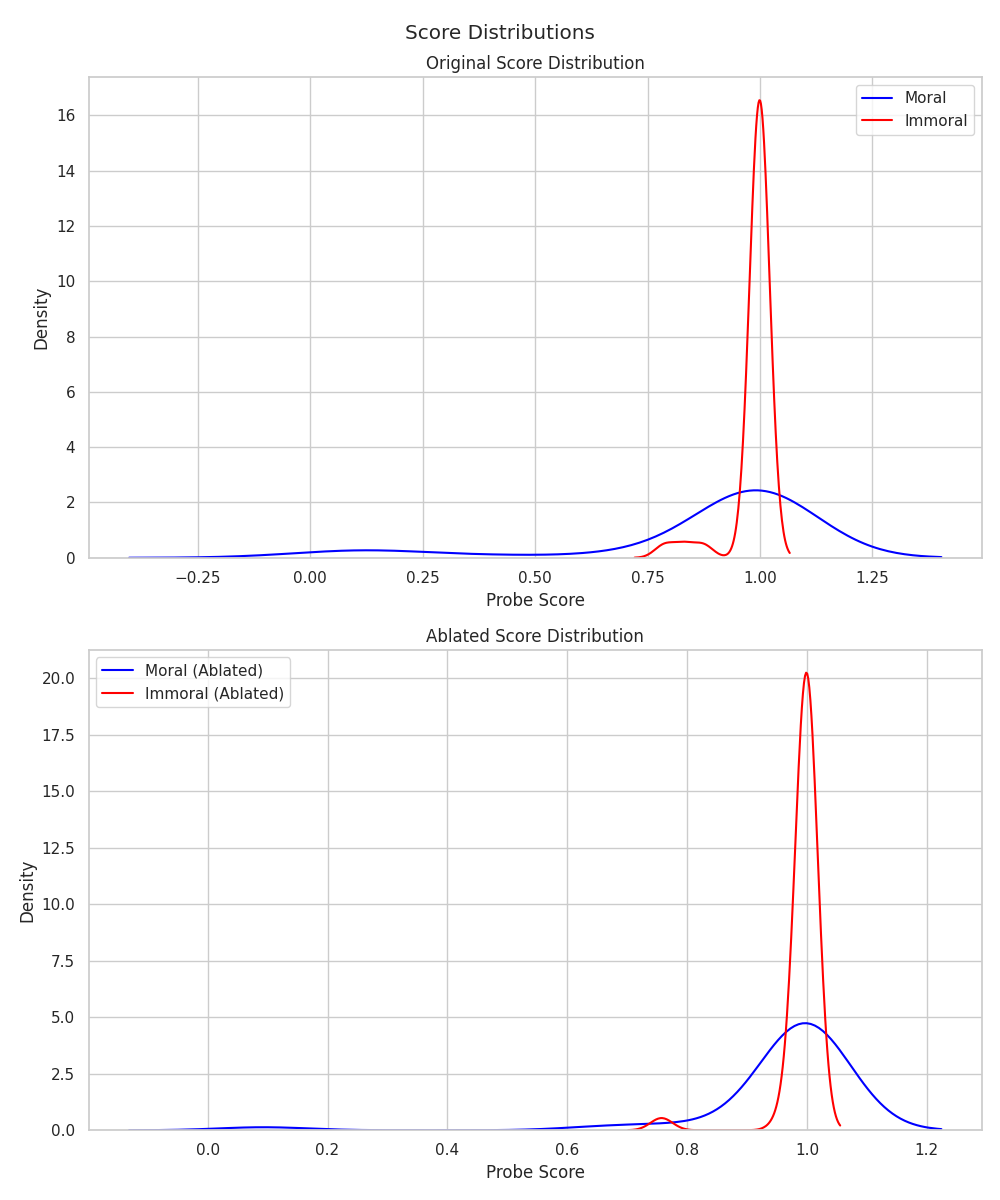 Score Distributions
Original Score Distribution
Moral
Immoral
16
14
12
10
8
6
4
2
0
Density
−0.25 0.00 0.25 0.50 0.75 1.00 1.25
Probe Score
Ablated Score Distribution
Moral (Ablated)
Immoral (Ablated)
20.0
17.5
15.0
12.5
10.0
7.5
5.0
2.5
0.0
Density
0.0 0.2 0.4 0.6 0.8 1.0 1.2
Probe Score